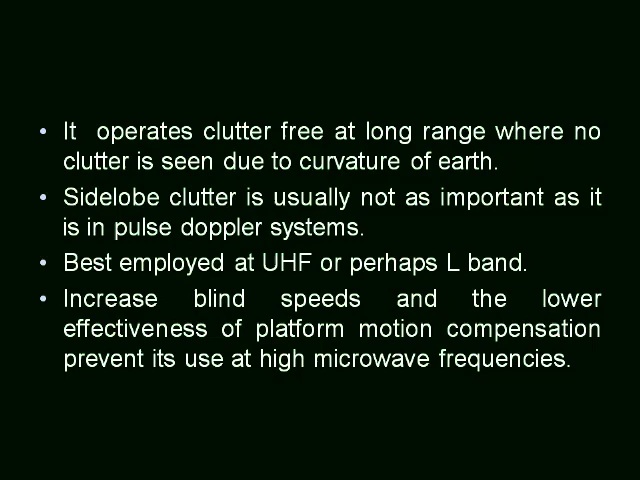 • It operates clutter free at long range where no
clutter is seen due to curvature of earth.
• Sidelobe clutter is usually not as important as it
is in pulse doppler systems.
• Best employed at UHF or perhaps L band.
• Increase blind speeds and the lower
effectiveness of platform motion compensation
prevent its use at high microwave frequencies.